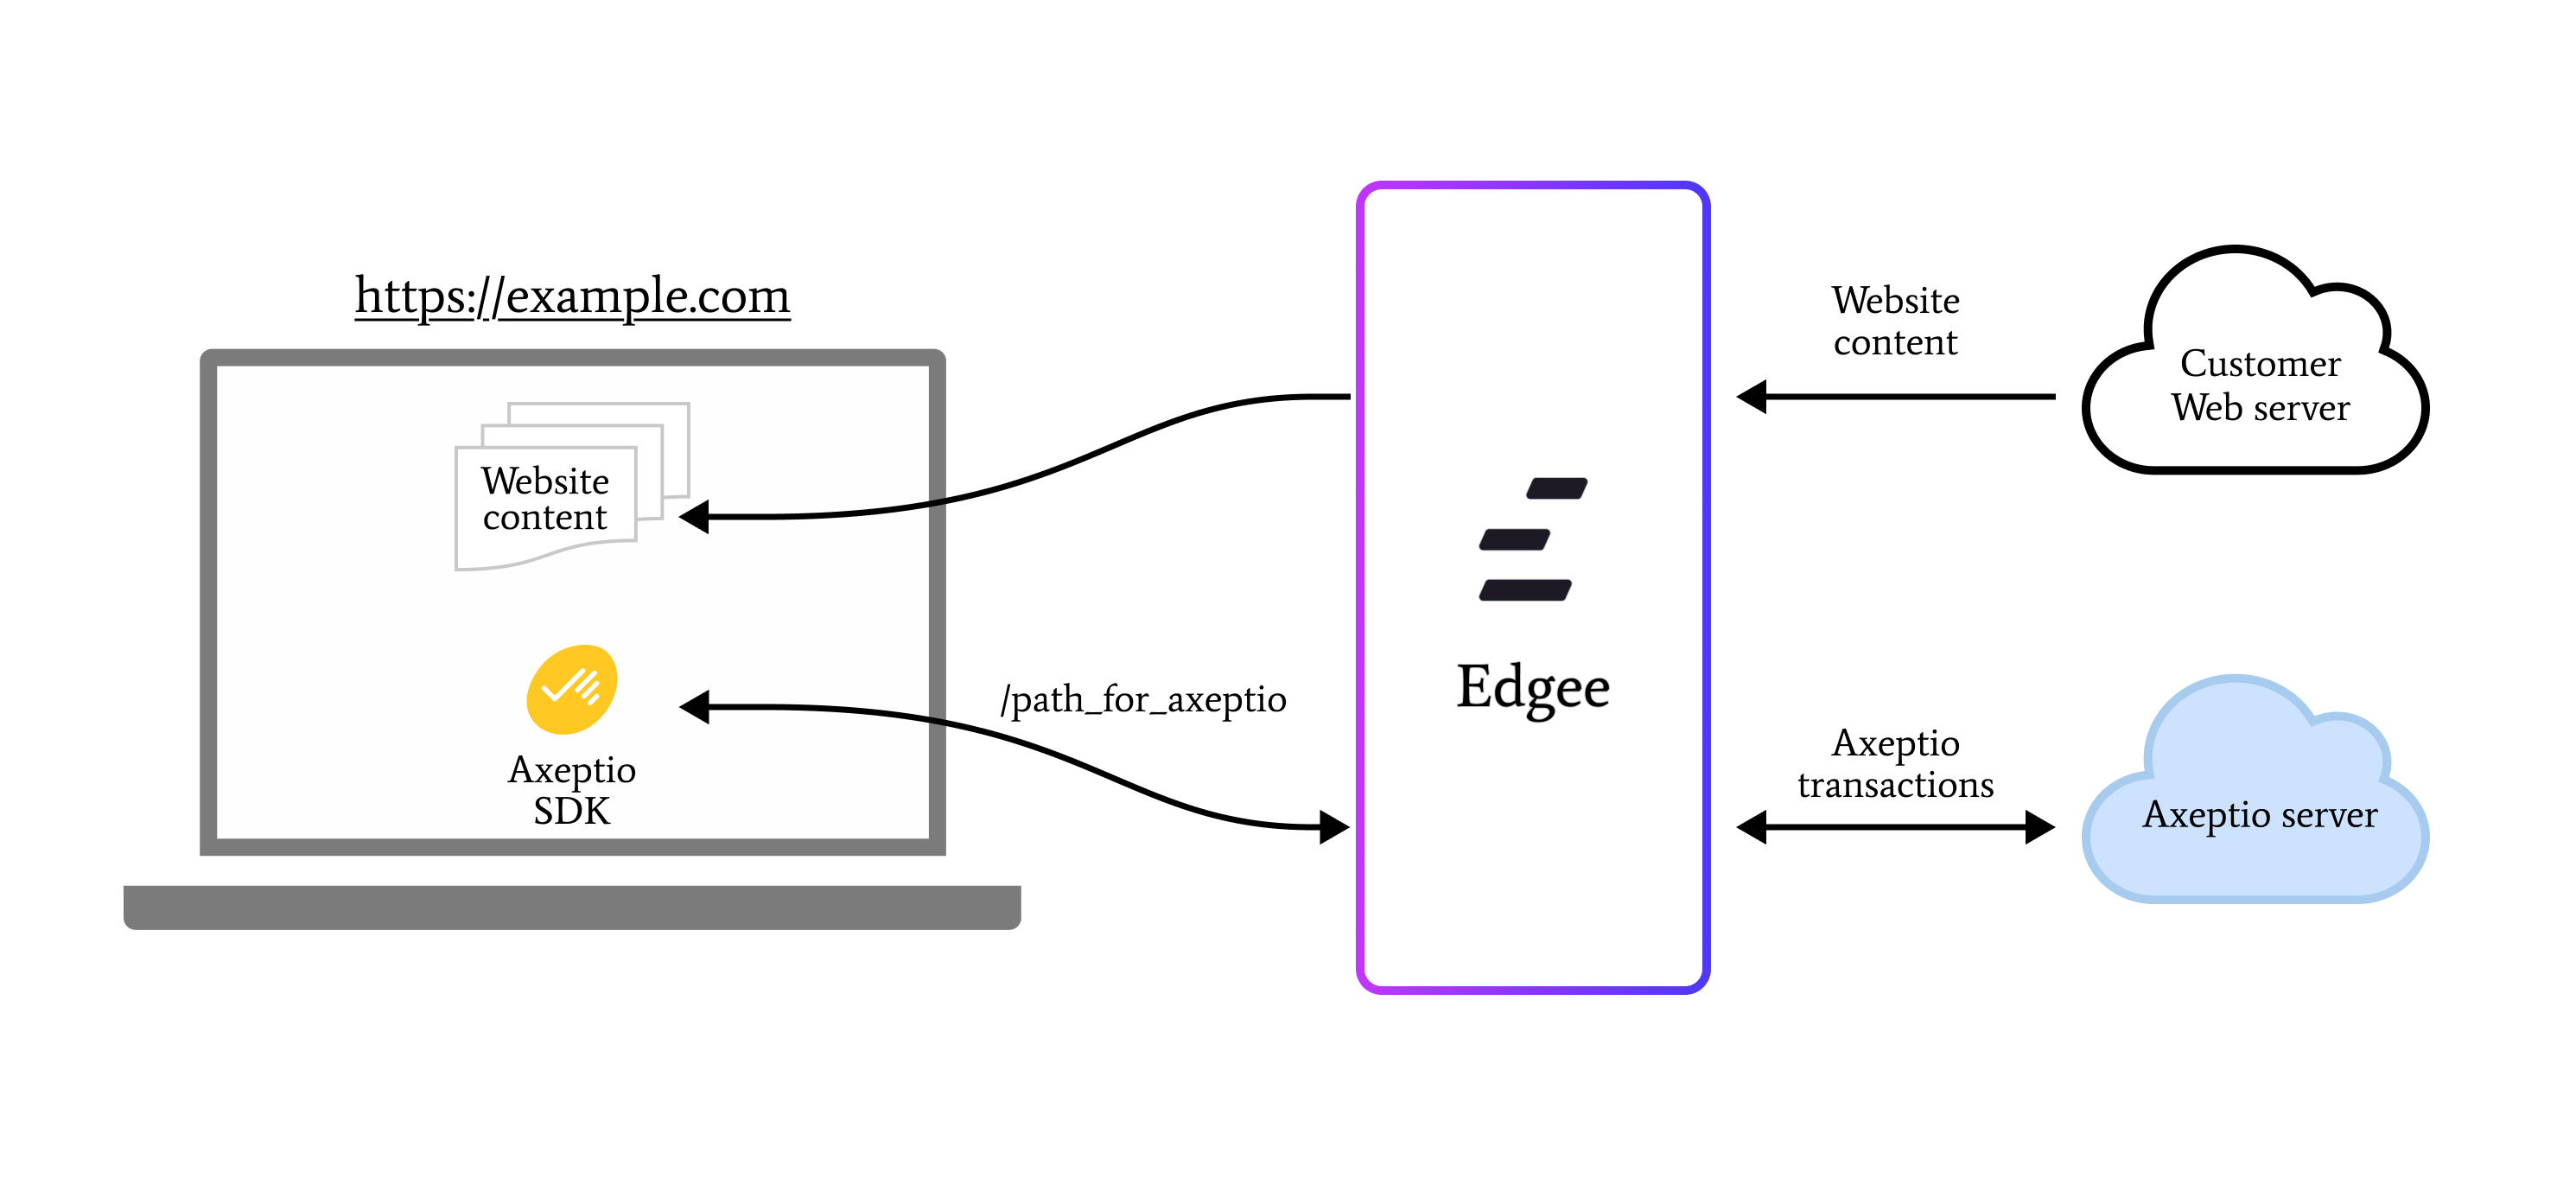 https://example.com
Website
content
Axeptio
SDK
/path_for_axeptio
Edgee
Website
content
Customer
Web server
Axeptio
transactions
Axeptio server